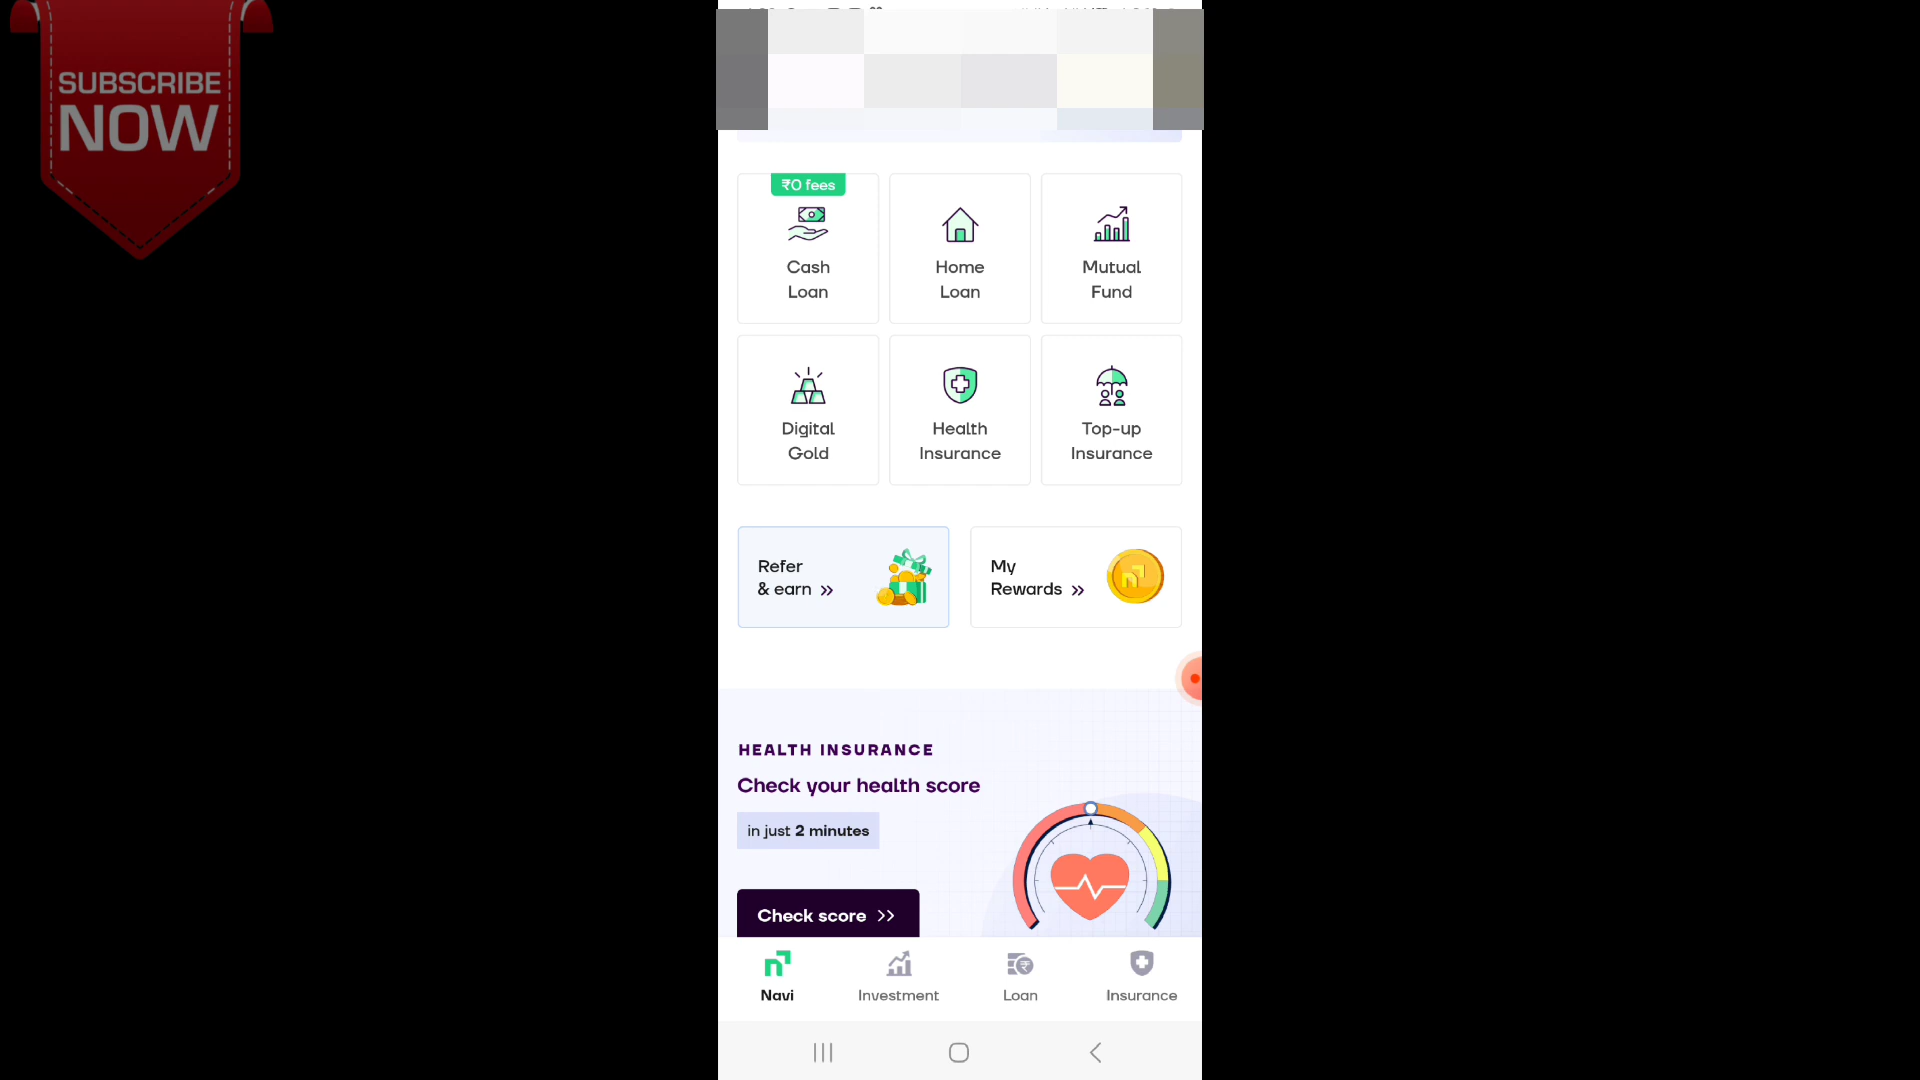 SUBSCRIBE
NOW
₹0 fees
Cash
Loan
Home
Loan
Mutual
Fund
Digital
Gold
Health
Insurance
Top-up
Insurance
Refer
& earn »
My
Rewards »
HEALTH INSURANCE
Check your health score
in just 2 minutes
Check score >>
Navi
Investment
Loan
Insurance